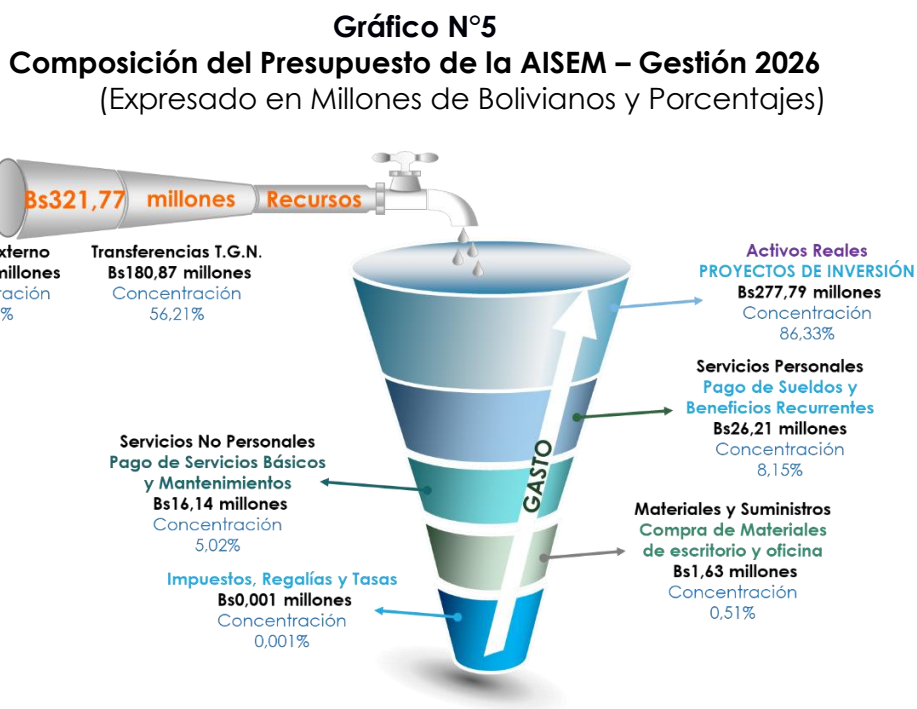 Gráfico N°5
Composición del Presupuesto de la AISEM – Gestión 2026
(Expresado en Millones de Bolivianos y Porcentajes)
Bs321,77 millones Recursos
Transferencias T.G.N.
Bs180,87 millones
Concentración
56,21%
Activos Reales
PROYECTOS DE INVERSIÓN
Bs277,79 millones
Concentración
86,33%
Servicios Personales
Pago de Sueldos y
Beneficios Recurrentes
Bs26,21 millones
Concentración
8,15%
GASTO
Servicios No Personales
Pago de Servicios Básicos
y Mantenimientos
Bs16,14 millones
Concentración
5,02%
Materiales y Suministros
Compra de Materiales
de escritorio y oficina
Bs1,63 millones
Concentración
0,51%
Impuestos, Regalías y Tasas
Bs0,001 millones
Concentración
0,001%